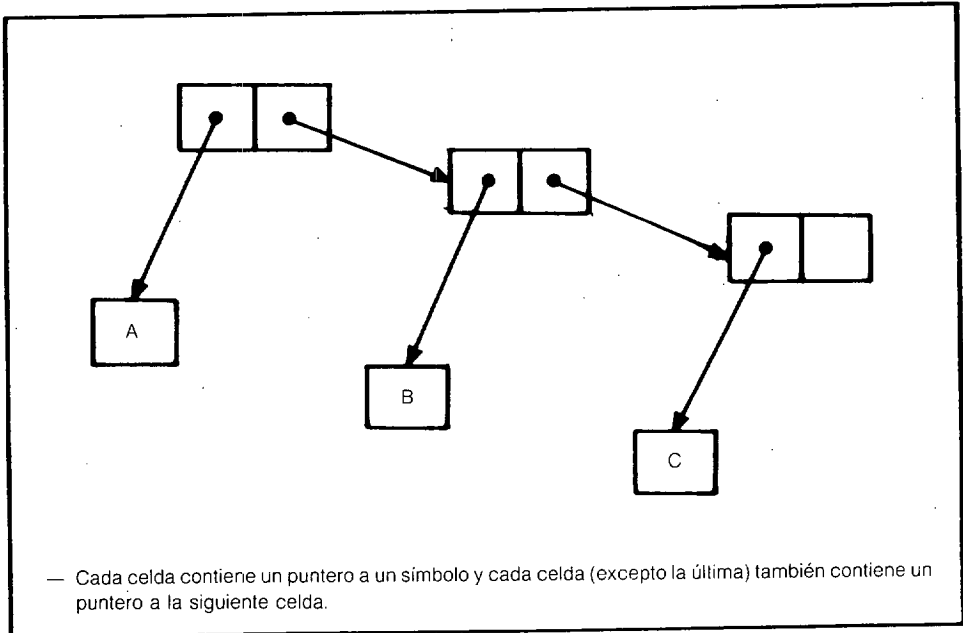 A
B
C
— Cada celda contiene un puntero a un símbolo y cada celda (excepto la última) también contiene un
puntero a la siguiente celda.